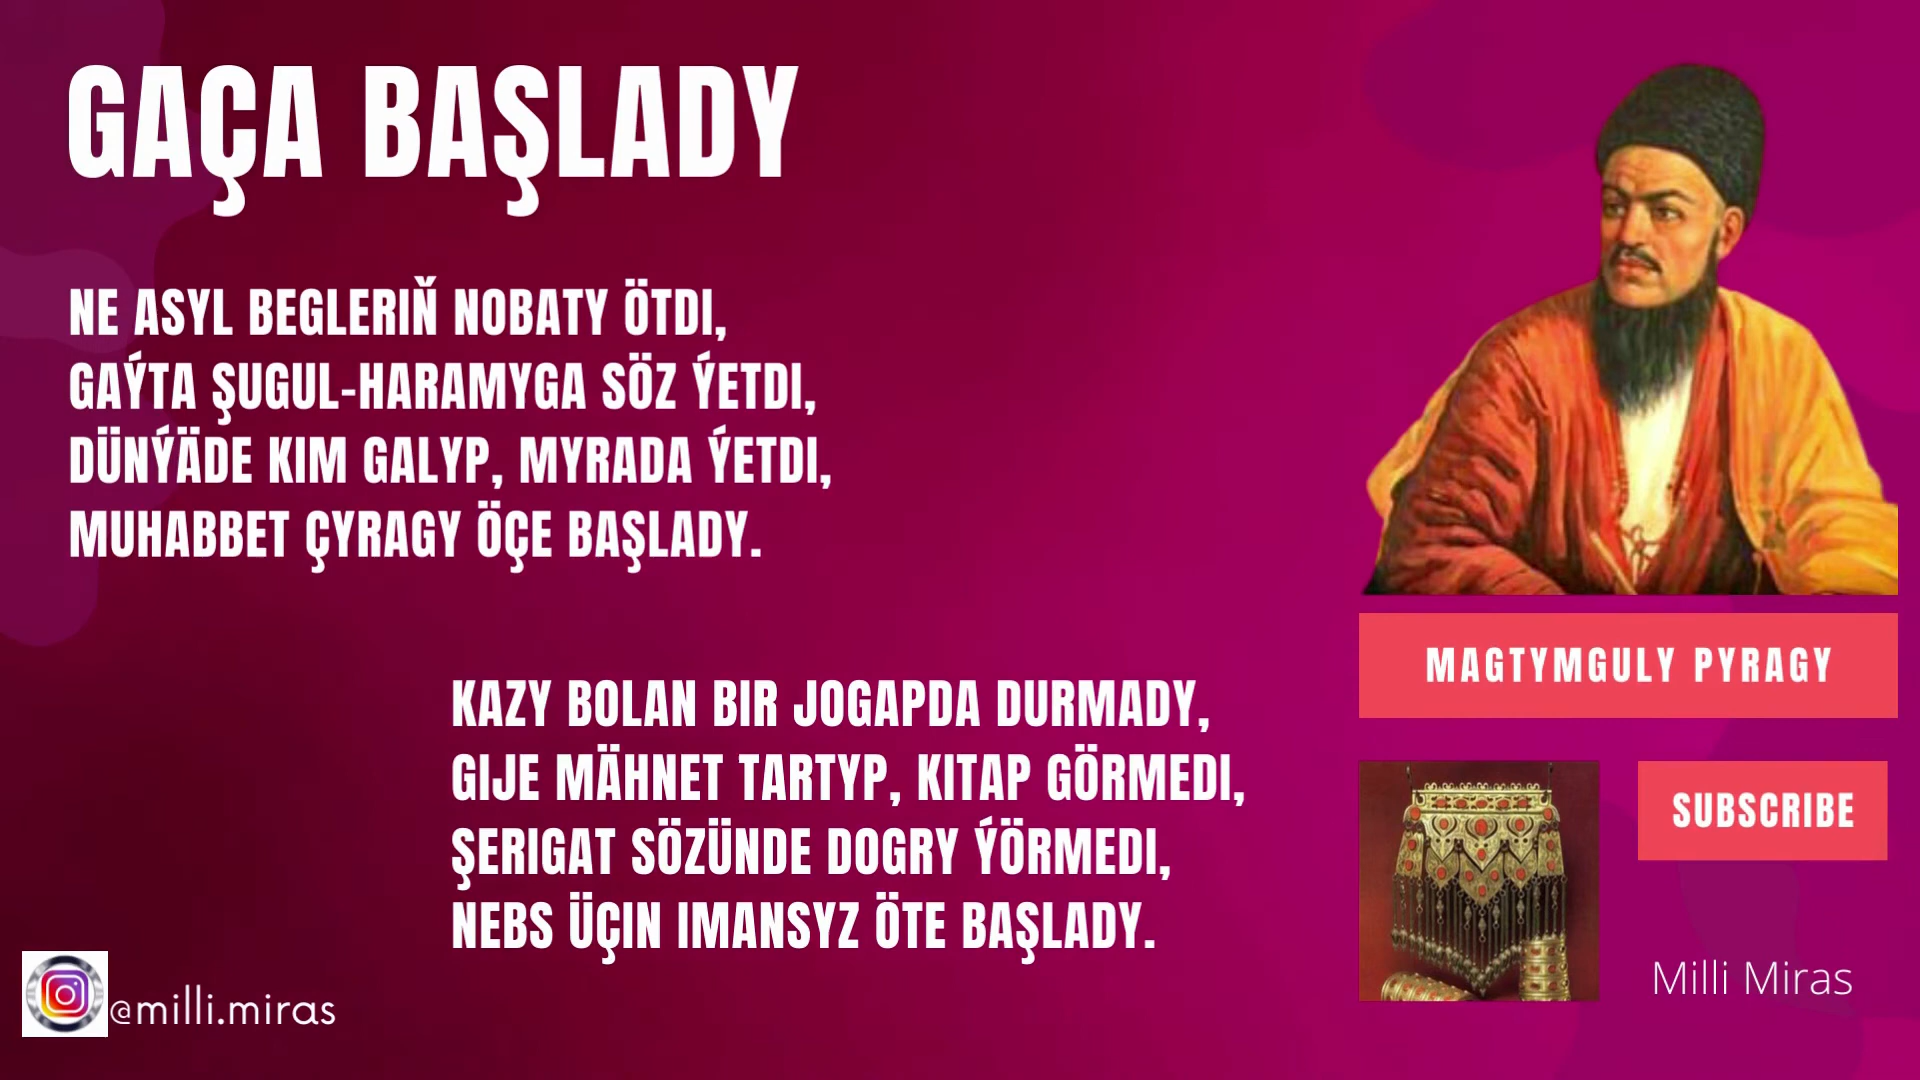 GAÇA BAŞLADY
NE ASYL BEGLERIŇ NOBATY ÖTDI,
GAÝTA ŞUGUL-HARAMYGA SÖZ ÝETDI,
DÜNÝÄDE KIM GALYP, MYRADA ÝETDI,
MUHABBET ÇYRAGY ÖÇE BAŞLADY.
KAZY BOLAN BIR JOGAPDA DURMADY,
GIJE MÄHNET TARTYP, KITAP GÖRMEDI,
ŞERIGAT SÖZÜNDE DOGRY ÝÖRMEDI,
NEBS ÜÇIN IMANSYZ ÖTE BAŞLADY.
MAGTYMGULY PYRAGY
SUBSCRIBE
Milli Miras
@milli.miras